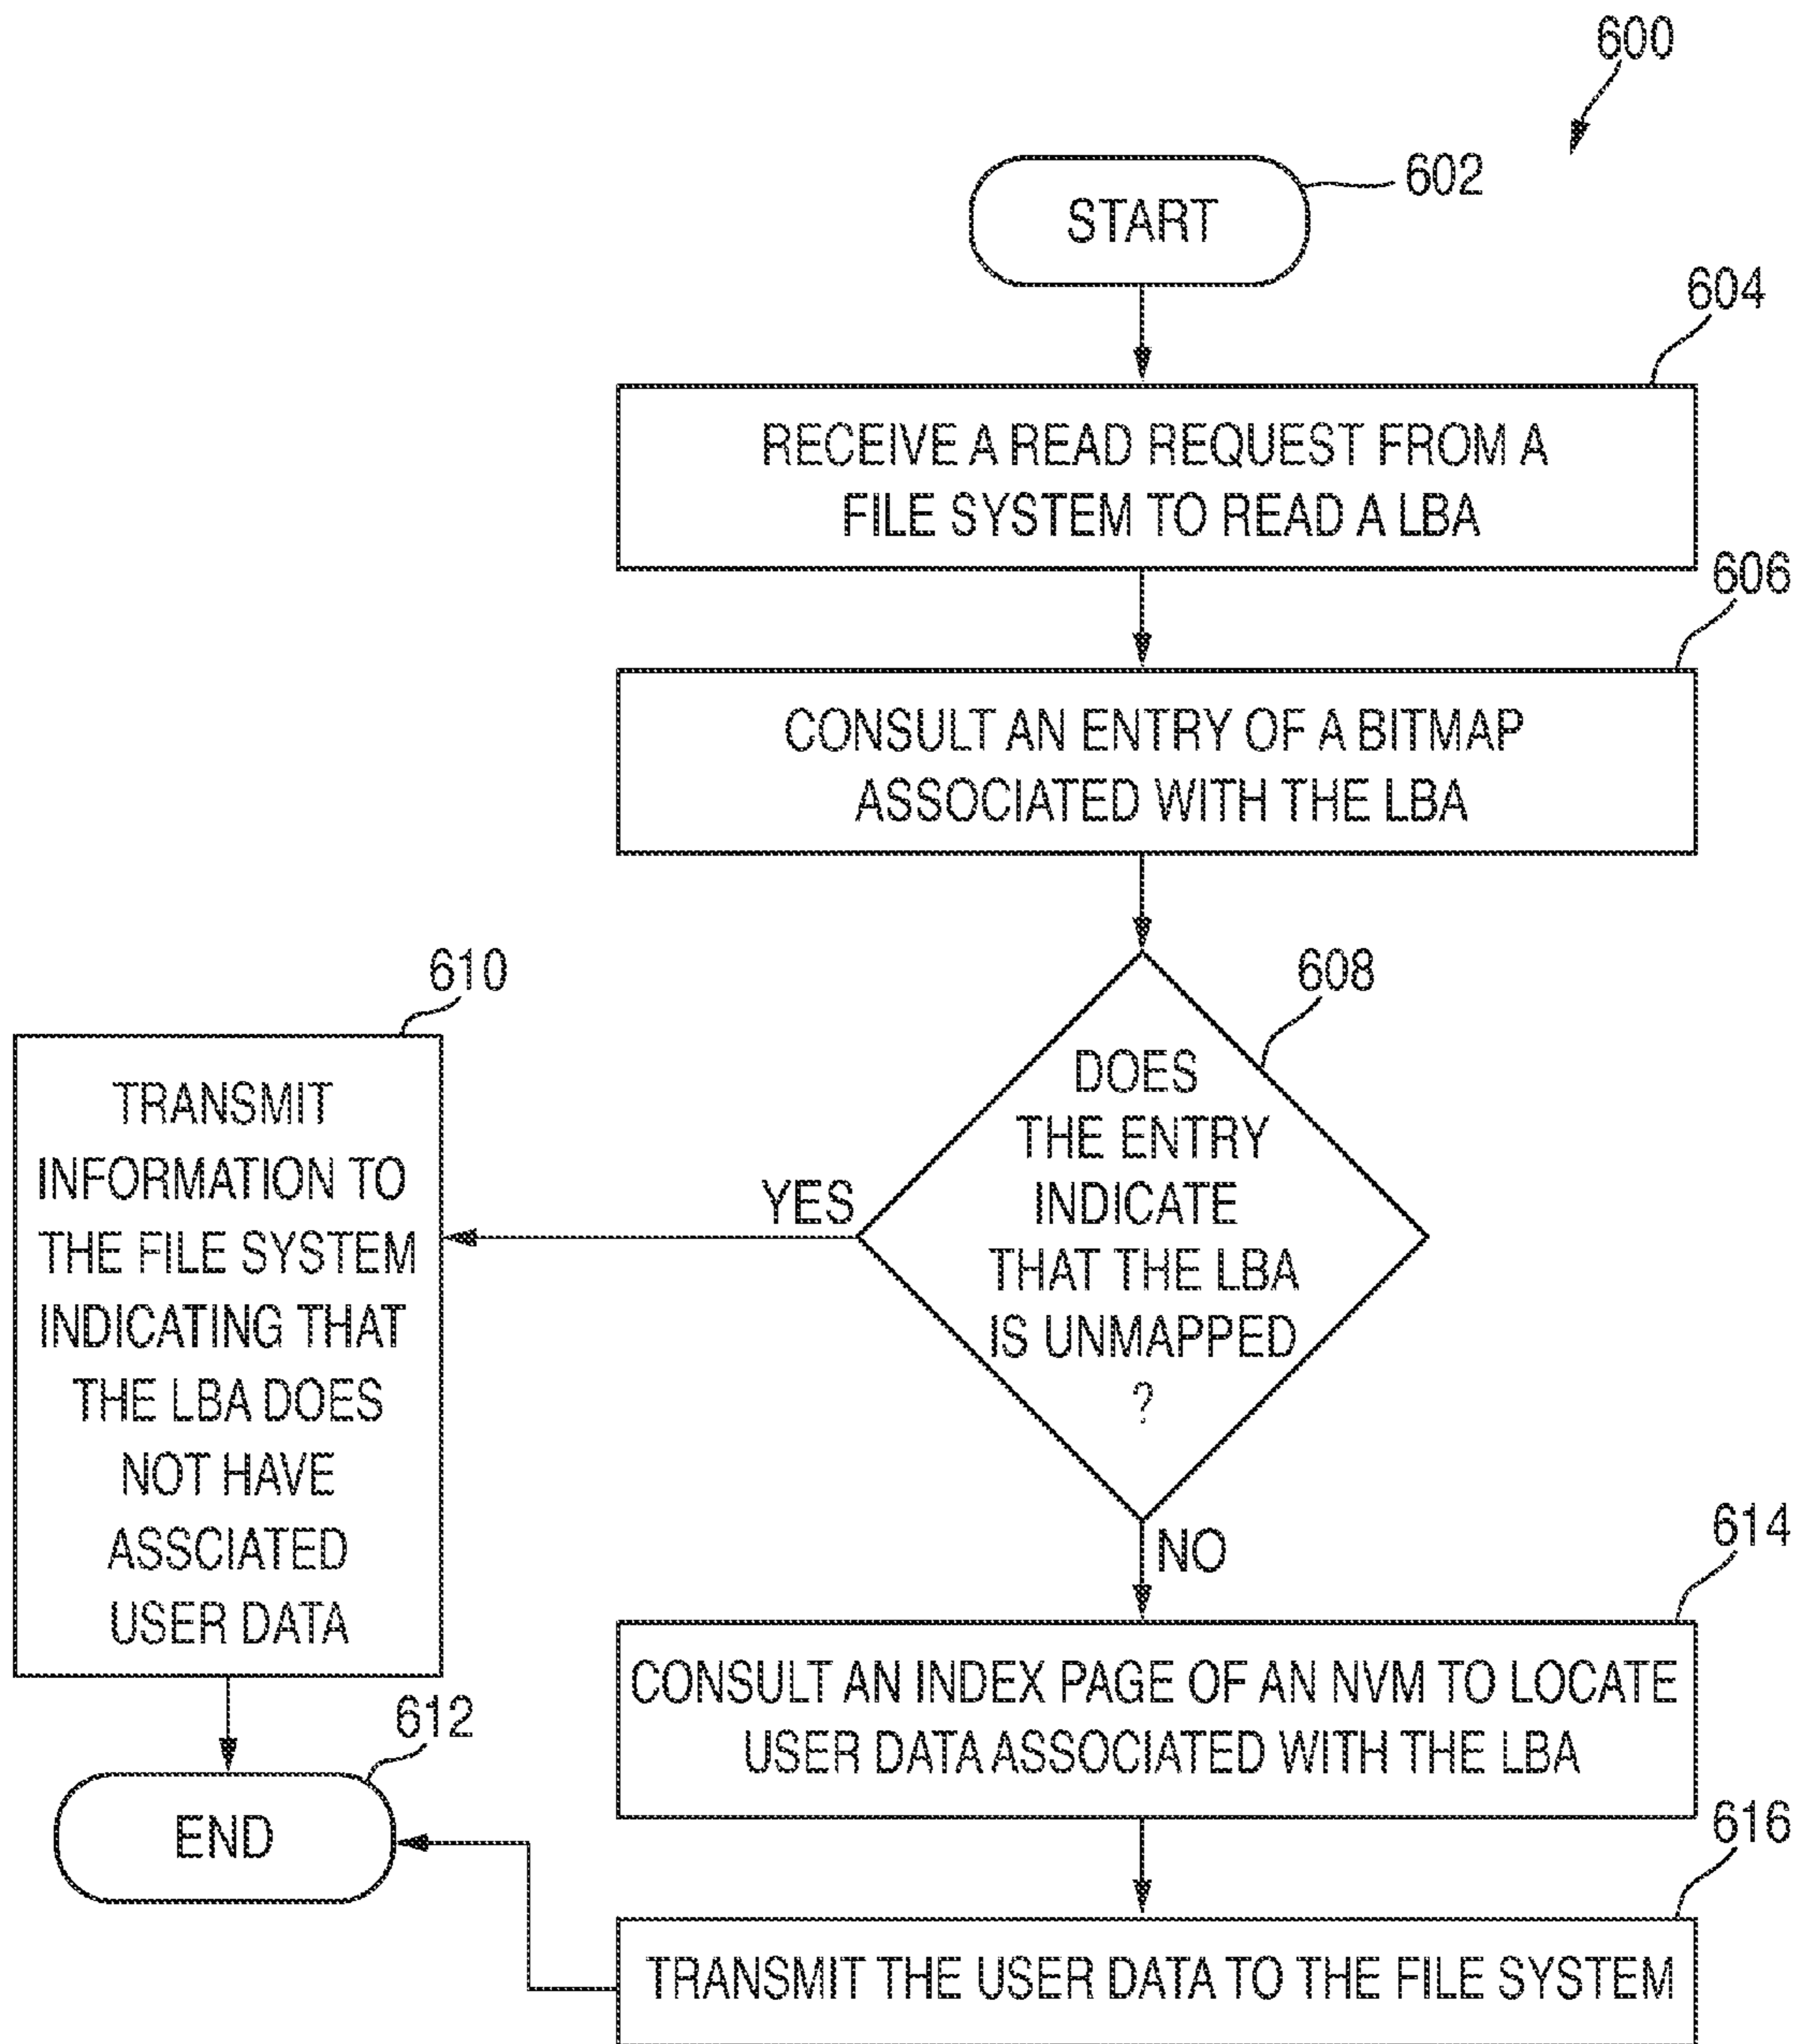 600
START
602
604
RECEIVE A READ REQUEST FROM A
FILE SYSTEM TO READ A LBA
606
CONSULT AN ENTRY OF A BITMAP
ASSOCIATED WITH THE LBA
608
DOES
THE ENTRY
INDICATE
THAT THE LBA
IS UNMAPPED
?
YES
610
TRANSMIT
INFORMATION TO
THE FILE SYSTEM
INDICATING THAT
THE LBA DOES
NOT HAVE
ASSCIATED
USER DATA
612
END
NO
614
CONSULT AN INDEX PAGE OF AN NVM TO LOCATE
USER DATA ASSOCIATED WITH THE LBA
616
TRANSMIT THE USER DATA TO THE FILE SYSTEM